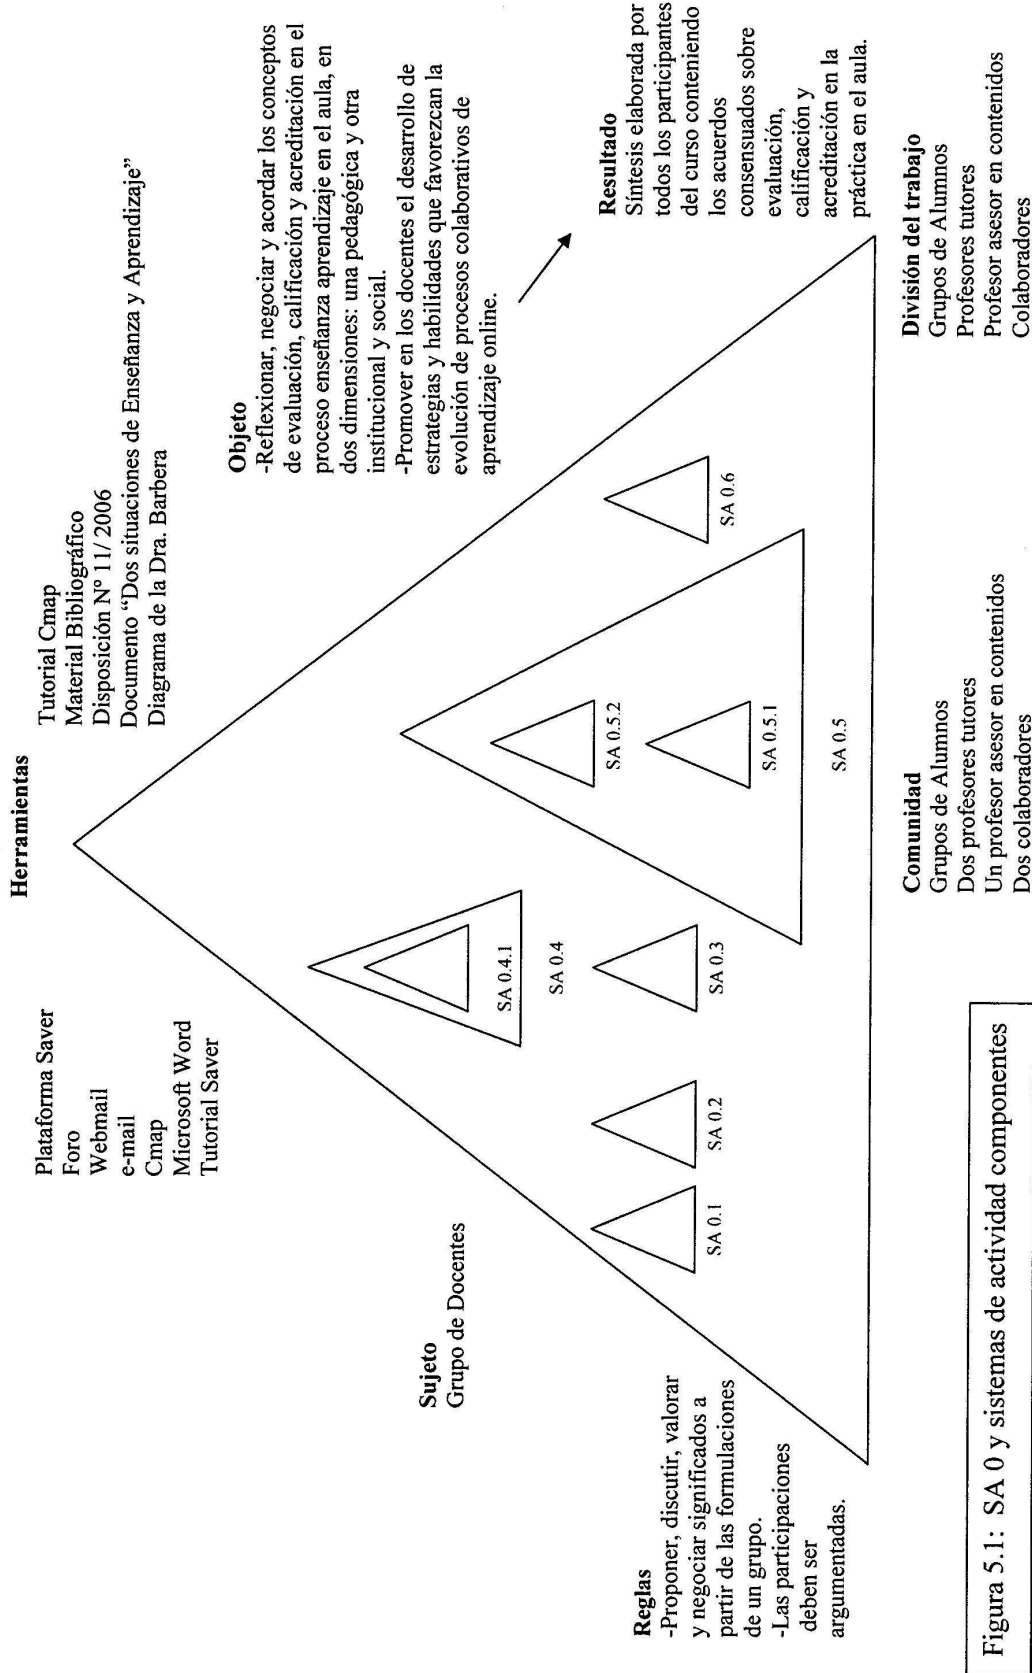 Herramientas
Plataforma Saver
Foro
Webmail
e-mail
Cmap
Microsoft Word
Tutorial Saver
Tutorial Cmap
Material Bibliográfico
Disposición Nº 11/ 2006
Documento “Dos situaciones de Enseñanza y Aprendizaje”
Diagrama de la Dra. Barbera
Sujeto
Grupo de Docentes
Objeto
-Reflexionar, negociar y acordar los conceptos
de evaluación, calificación y acreditación en el
proceso enseñanza aprendizaje en el aula, en
dos dimensiones: una pedagógica y otra
institucional y social.
-Promover en los docentes el desarrollo de
estrategias y habilidades que favorezcan la
evolución de procesos colaborativos de
aprendizaje online.
Resultado
Síntesis elaborada por
todos los participantes
del curso conteniendo
los acuerdos
consensuados sobre
evaluación,
calificación y
acreditación en la
práctica en el aula.
SA 0.4.1
SA 0.4
SA 0.1
SA 0.2
SA 0.3
SA 0.5.2
SA 0.5.1
SA 0.5
SA 0.6
Reglas
-Proponer, discutir, valorar
y negociar significados a
partir de las formulaciones
de un grupo.
-Las participaciones
deben ser
argumentadas.
Comunidad
Grupos de Alumnos
Dos profesores tutores
Un profesor asesor en contenidos
Dos colaboradores
División del trabajo
Grupos de Alumnos
Profesores tutores
Profesor asesor en contenidos
Colaboradores
Figura 5.1: SA 0 y sistemas de actividad componentes